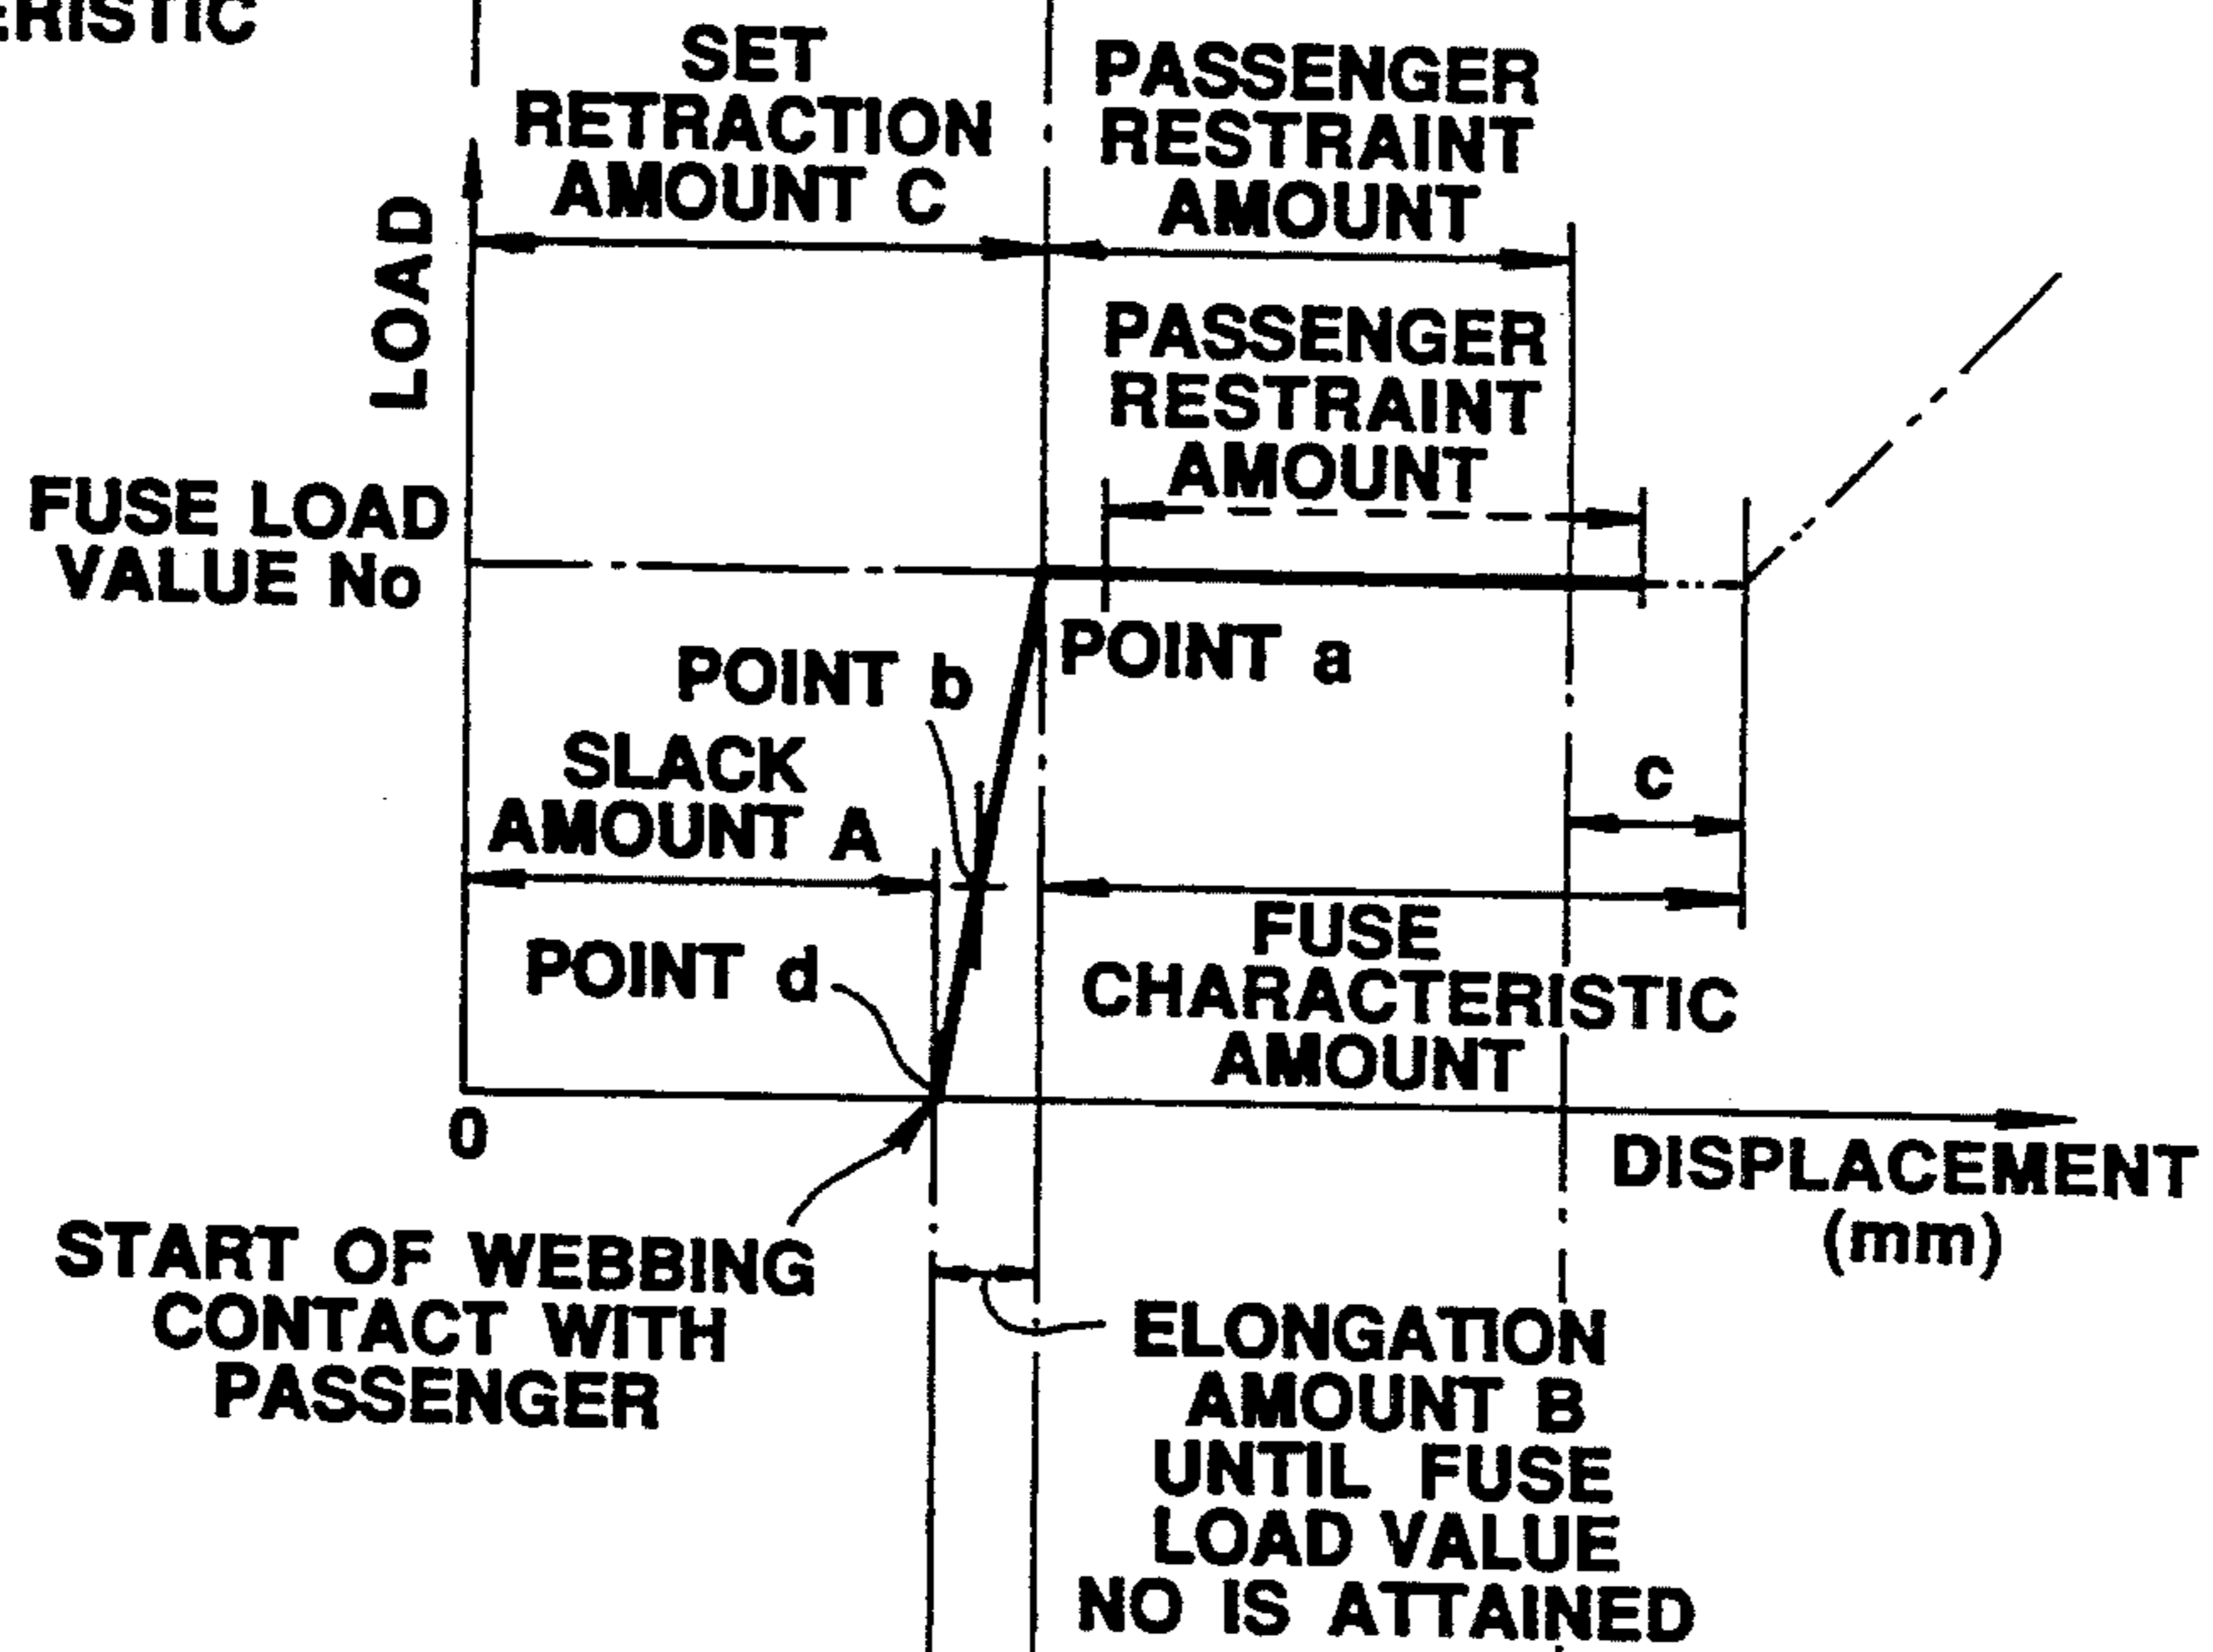 SET
RETRACTION
AMOUNT C
PASSENGER
RESTRAINT
AMOUNT
LOAD
PASSENGER
RESTRAINT
AMOUNT
FUSE LOAD
VALUE No
POINT a
POINT b
SLACK
AMOUNT A
c
POINT d
FUSE
CHARACTERISTIC
AMOUNT
0
DISPLACEMENT
(mm)
START OF WEBBING
CONTACT WITH
PASSENGER
ELONGATION
AMOUNT B
UNTIL FUSE
LOAD VALUE
NO IS ATTAINED